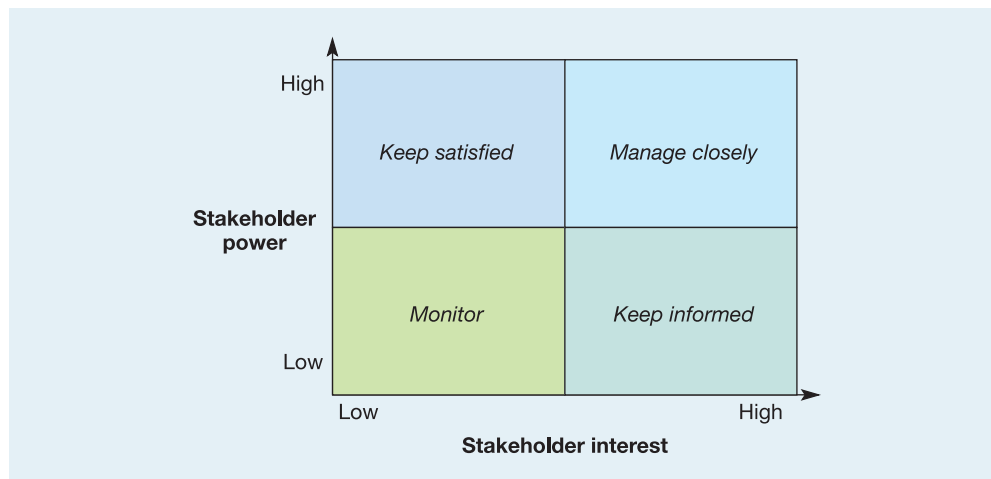 High
Keep satisfied
Manage closely
Stakeholder
power
Monitor
Keep informed
Low
Low
High
Stakeholder interest